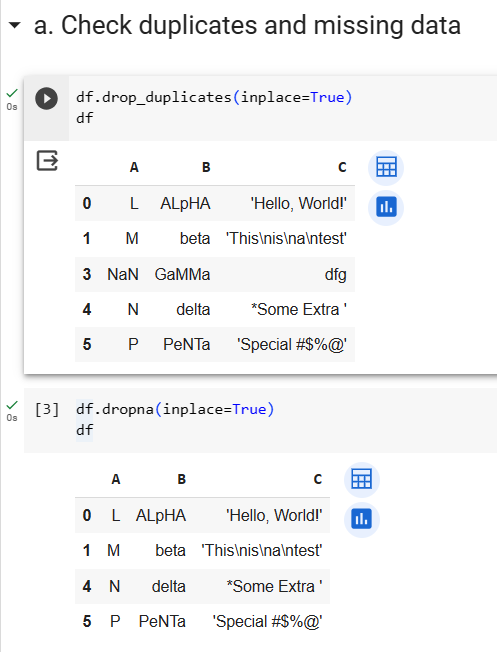 a. Check duplicates and missing data
0s
df.drop_duplicates(inplace=True)
df
A B C
0 L ALpHA 'Hello, World!'
1 M beta 'This\nis\na\ntest'
3 NaN GaMMa dfg
4 N delta *Some Extra '
5 P PeNTa 'Special #$%@'
0s
[3] df.dropna(inplace=True)
df
A B C
0 L ALpHA 'Hello, World!'
1 M beta 'This\nis\na\ntest'
4 N delta *Some Extra '
5 P PeNTa 'Special #$%@'